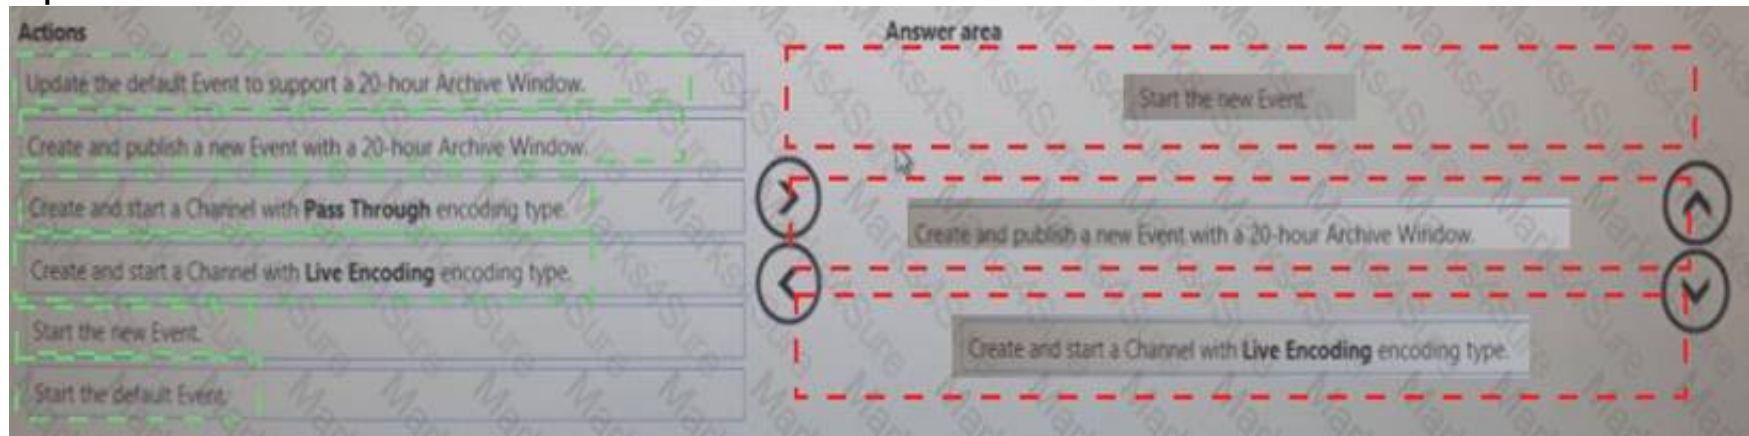 Actions
Update the default Event to support a 20-hour Archive Window.
Create and publish a new Event with a 20-hour Archive Window.
Create and start a Channel with Pass Through encoding type.
Create and start a Channel with Live Encoding encoding type.
Start the new Event.
Start the default Event.
Answer area
Start the new Event.
Create and publish a new Event with a 20-hour Archive Window.
Create and start a Channel with Live Encoding encoding type.
Marks4Sure